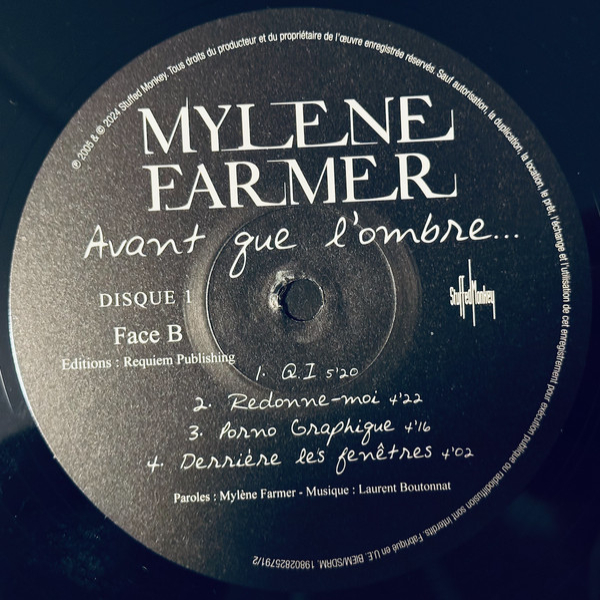 ℗ 2005 & © 2024 Stuffed Monkey. Tous droits du producteur et du propriétaire de l'œuvre enregistrée réservés. Sauf autorisation, la duplication, la location, le prêt, l'échange et l'utilisation de cet enregistrement pour exécution publique ou radiodiffusion sont interdits. Fabriqué en U.E. BIEM/SDRM. 19802825791/2
MYLENE
FARMER
Avant que l'ombre...
DISQUE 1
Stuffed Monkey
Face B
Editions : Requiem Publishing
1. Q.I 5'20
2. Redonne-moi 4'22
3. Porno Graphique 4'16
4. Derrière les fenêtres 4'02
Paroles : Mylène Farmer - Musique : Laurent Boutonnat